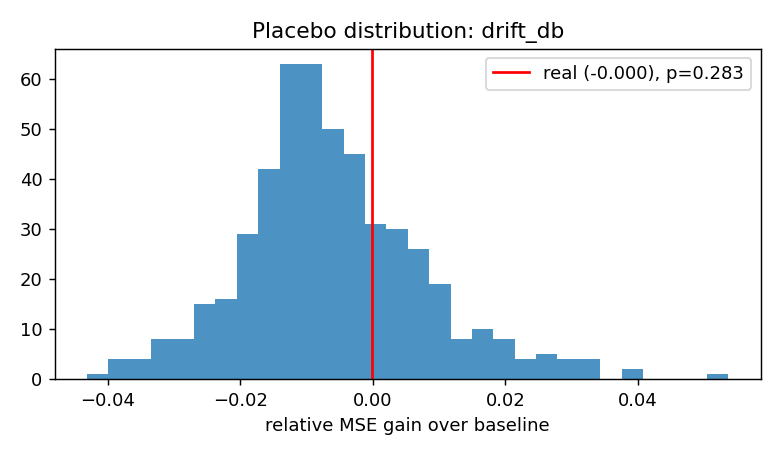 Placebo distribution: drift_db
real (-0.000), p=0.283
60
50
40
30
20
10
0
−0.04 −0.02 0.00 0.02 0.04
relative MSE gain over baseline